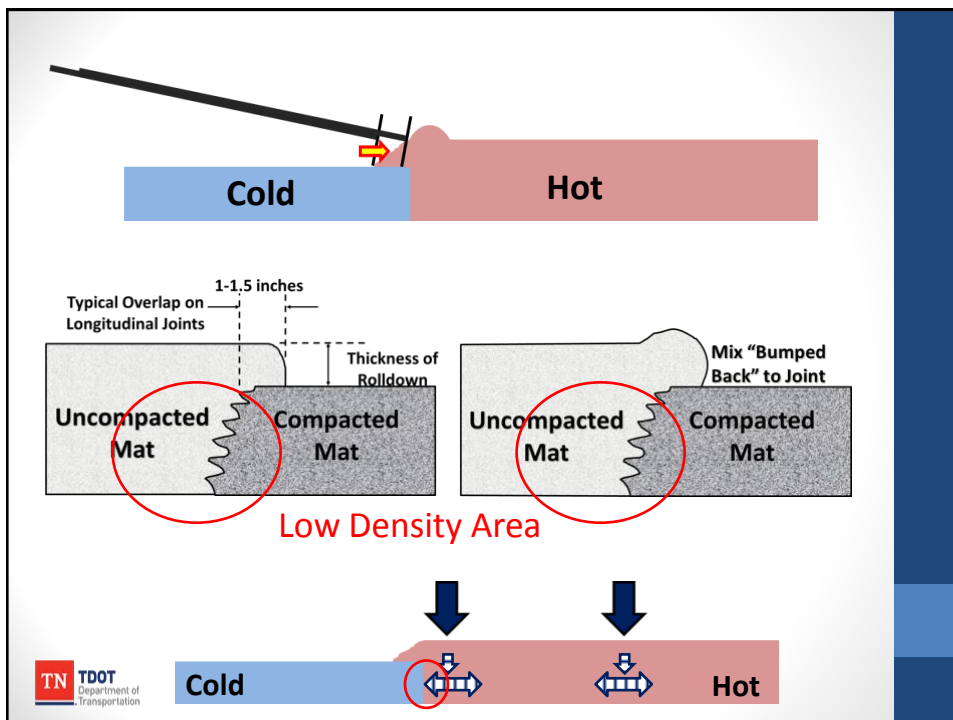 Cold
Hot
1-1.5 inches
Typical Overlap on
Longitudinal Joints
Thickness of
Rolldown
Uncompacted
Mat
Compacted
Mat
Mix “Bumped
Back” to Joint
Uncompacted
Mat
Compacted
Mat
Low Density Area
TN
TDOT
Department of
Transportation
Cold
Hot